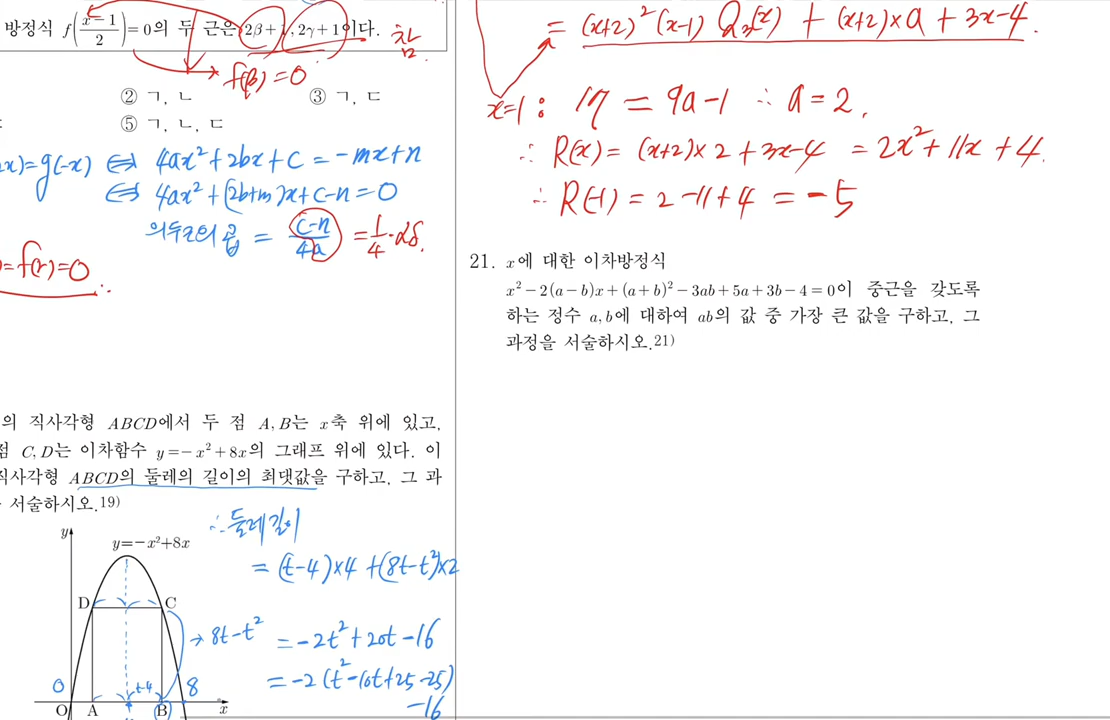 방정식 f((x-1)/2)=0의 두 근은 2β+1, 2γ+1이다. 참
f(β)=0
② ㄱ, ㄴ ③ ㄱ, ㄷ
⑤ ㄱ, ㄴ, ㄷ
2x)=g(-x) ⇔ 4ax²+2bx+c=-mx+n
⇔ 4ax²+(2b+m)x+c-n=0
의 두 근의 곱 = (c-n)/4a = 1/4·αδ.
)=f(r)=0
∴
의 직사각형 ABCD에서 두 점 A, B는 x축 위에 있고,
점 C, D는 이차함수 y=-x²+8x의 그래프 위에 있다. 이
직사각형 ABCD의 둘레의 길이의 최댓값을 구하고, 그 과
서술하시오.19)
∴ 둘레길이
= (t-4)×4+(8t-t²)×2
= -2t²+20t-16
= -2(t²-10t+25-25)
-16
y
y=-x²+8x
D C
→ 8t-t²
0 t-4 8
O A B x
= (x+2)²(x-1)Q₂(x) + (x+2)×a + 3x-4.
x=1 : 17 = 9a-1 ∴ a=2.
∴ R(x) = (x+2)×2+3x-4 = 2x²+11x+4.
∴ R(-1) = 2-11+4 = -5
21. x에 대한 이차방정식
x²-2(a-b)x+(a+b)²-3ab+5a+3b-4=0이 중근을 갖도록
하는 정수 a, b에 대하여 ab의 값 중 가장 큰 값을 구하고, 그
과정을 서술하시오.21)